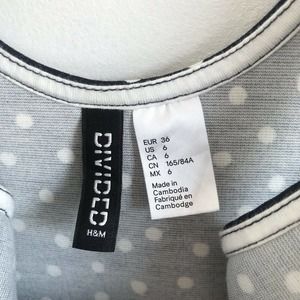 DIVIDED
H&M
EUR 36
US 6
CA 6
CN 165/84A
MX 6
Made in
Cambodia
Fabriqué en
Cambodge